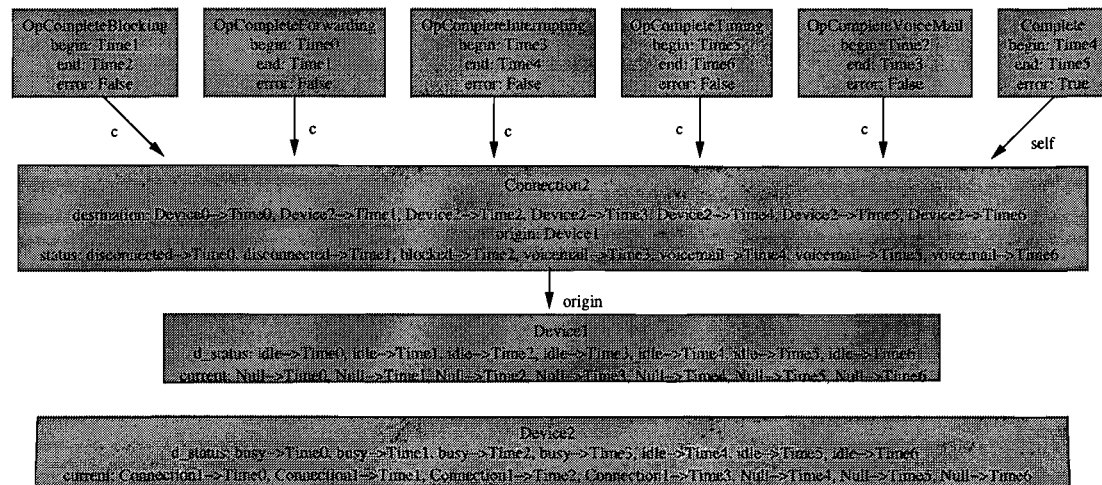 OpCompleteBlocking
begin: Time1
end: Time2
error: False
OpCompleteForwarding
begin: Time0
end: Time1
error: False
OpCompleteInterrupting
begin: Time3
end: Time4
error: False
OpCompleteTiming
begin: Time5
end: Time6
error: False
OpCompleteVoiceMail
begin: Time2
end: Time3
error: False
Complete
begin: Time4
end: Time5
error: True
c
c
c
c
c
self
Connection2
destination: Device0->Time0, Device2->Time1, Device2->Time2, Device2->Time3, Device2->Time4, Device2->Time5, Device2->Time6
origin: Device1
status: disconnected->Time0, disconnected->Time1, blocked->Time2, voicemail->Time3, voicemail->Time4, voicemail->Time5, voicemail->Time6
origin
Device1
d_status: idle->Time0, idle->Time1, idle->Time2, idle->Time3, idle->Time4, idle->Time5, idle->Time6
current: Null->Time0, Null->Time1, Null->Time2, Null->Time3, Null->Time4, Null->Time5, Null->Time6
Device2
d_status: busy->Time0, busy->Time1, busy->Time2, busy->Time3, idle->Time4, idle->Time5, idle->Time6
current: Connection1->Time0, Connection1->Time1, Connection1->Time2, Connection1->Time3, Null->Time4, Null->Time5, Null->Time6